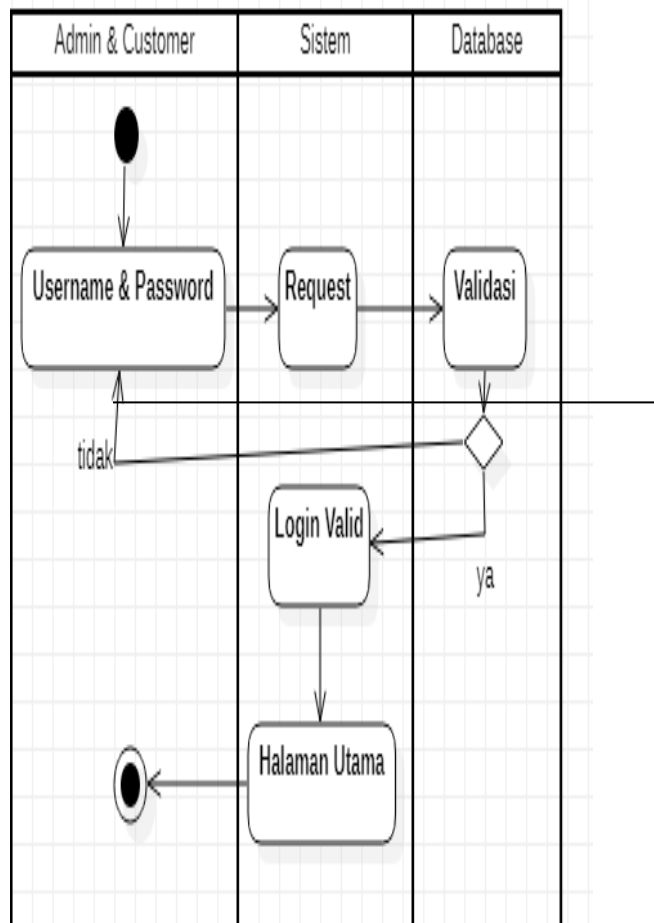 Admin & Customer
Sistem
Database
Username & Password
Request
Validasi
tidak
Login Valid
ya
Halaman Utama